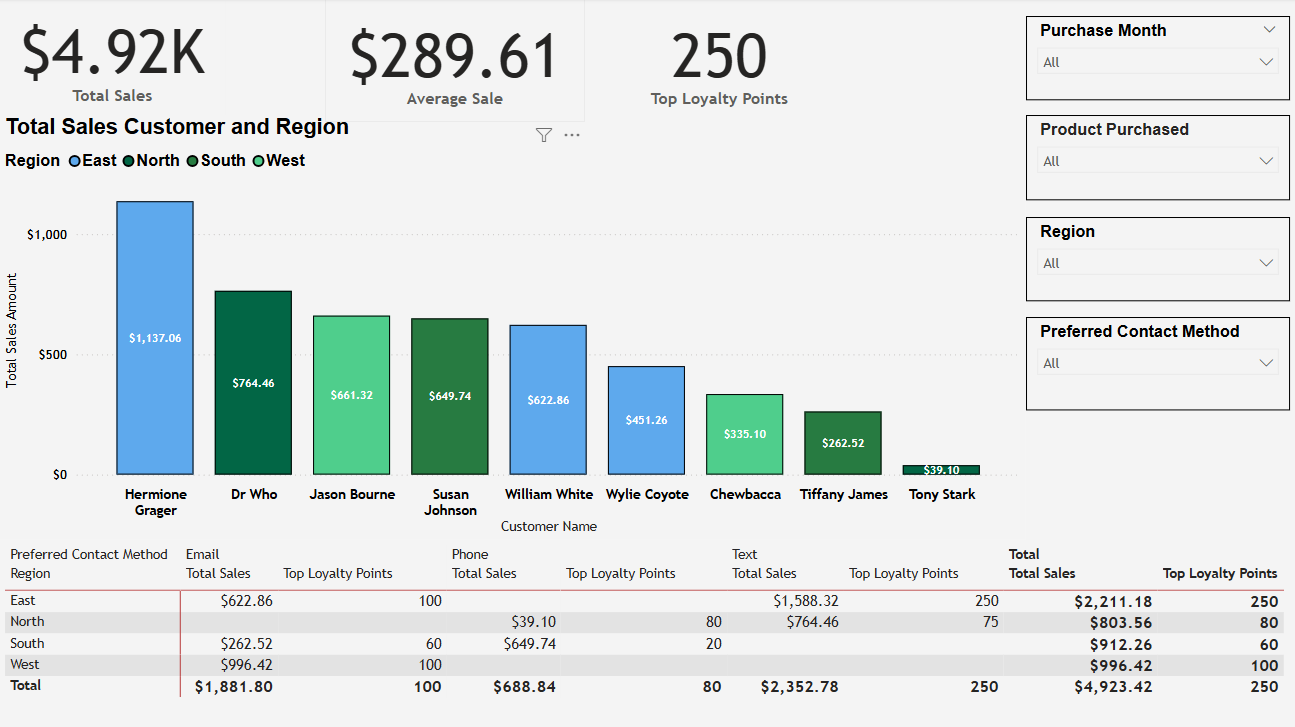 $4.92K
Total Sales
$289.61
Average Sale
250
Top Loyalty Points
Purchase Month
All
Product Purchased
All
Region
All
Preferred Contact Method
All
Total Sales Customer and Region
Region East North South West
Total Sales Amount
$1,000
$500
$0
$1,137.06
$764.46
$661.32
$649.74
$622.86
$451.26
$335.10
$262.52
$39.10
Hermione
Grager
Dr Who
Jason Bourne
Susan
Johnson
William White
Wylie Coyote
Chewbacca
Tiffany James
Tony Stark
Customer Name
Preferred Contact Method Email Phone Text Total
Region Total Sales Top Loyalty Points Total Sales Top Loyalty Points Total Sales Top Loyalty Points Total Sales Top Loyalty Points
East $622.86 100 $1,588.32 250 $2,211.18 250
North $39.10 80 $764.46 75 $803.56 80
South $262.52 60 $649.74 20 $912.26 60
West $996.42 100 $996.42 100
Total $1,881.80 100 $688.84 80 $2,352.78 250 $4,923.42 250